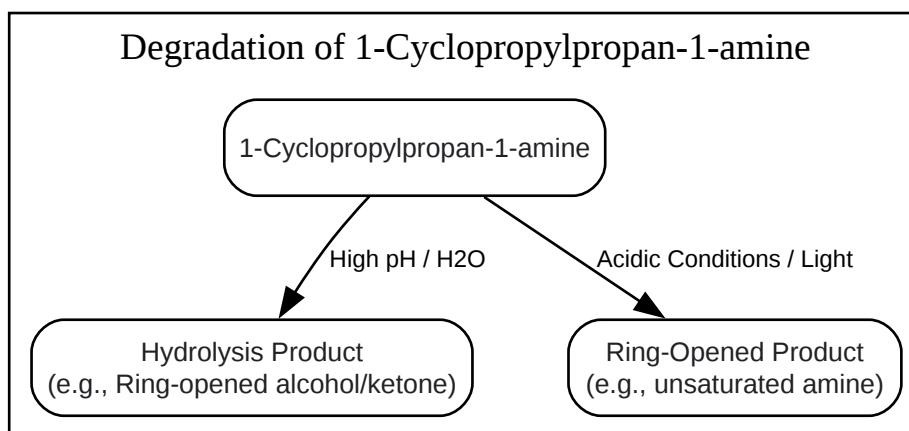 Degradation of 1-Cyclopropylpropan-1-amine
1-Cyclopropylpropan-1-amine
High pH / H2O
Acidic Conditions / Light
Hydrolysis Product
(e.g., Ring-opened alcohol/ketone)
Ring-Opened Product
(e.g., unsaturated amine)